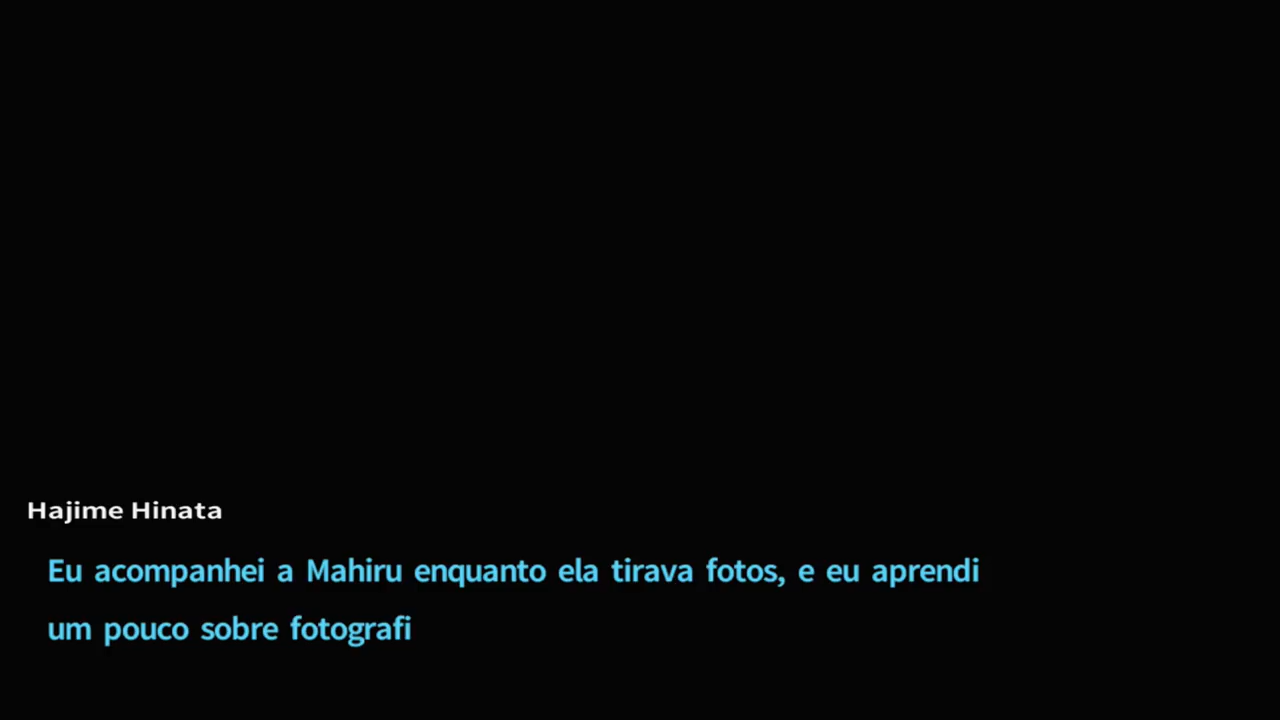 Hajime Hinata
Eu acompanhei a Mahiru enquanto ela tirava fotos, e eu aprendi
um pouco sobre fotografi